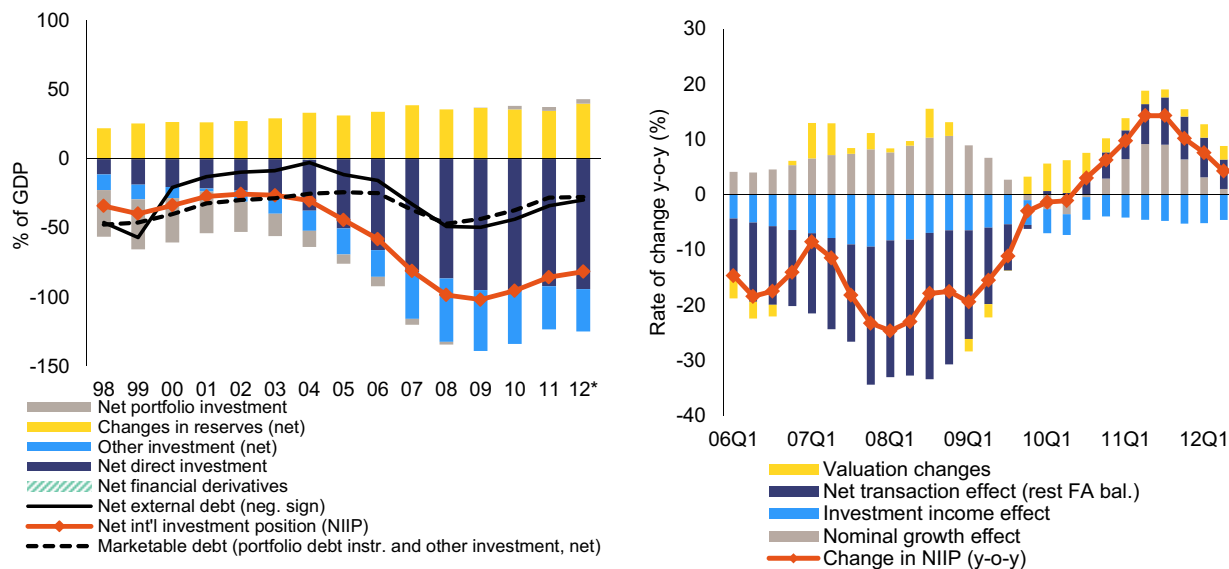 % of GDP
100
50
0
-50
-100
-150
98 99 00 01 02 03 04 05 06 07 08 09 10 11 12*
Net portfolio investment
Changes in reserves (net)
Other investment (net)
Net direct investment
Net financial derivatives
Net external debt (neg. sign)
Net int'l investment position (NIIP)
Marketable debt (portfolio debt instr. and other investment, net)
Rate of change y-o-y (%)
30
20
10
0
-10
-20
-30
-40
06Q1 07Q1 08Q1 09Q1 10Q1 11Q1 12Q1
Valuation changes
Net transaction effect (rest FA bal.)
Investment income effect
Nominal growth effect
Change in NIIP (y-o-y)